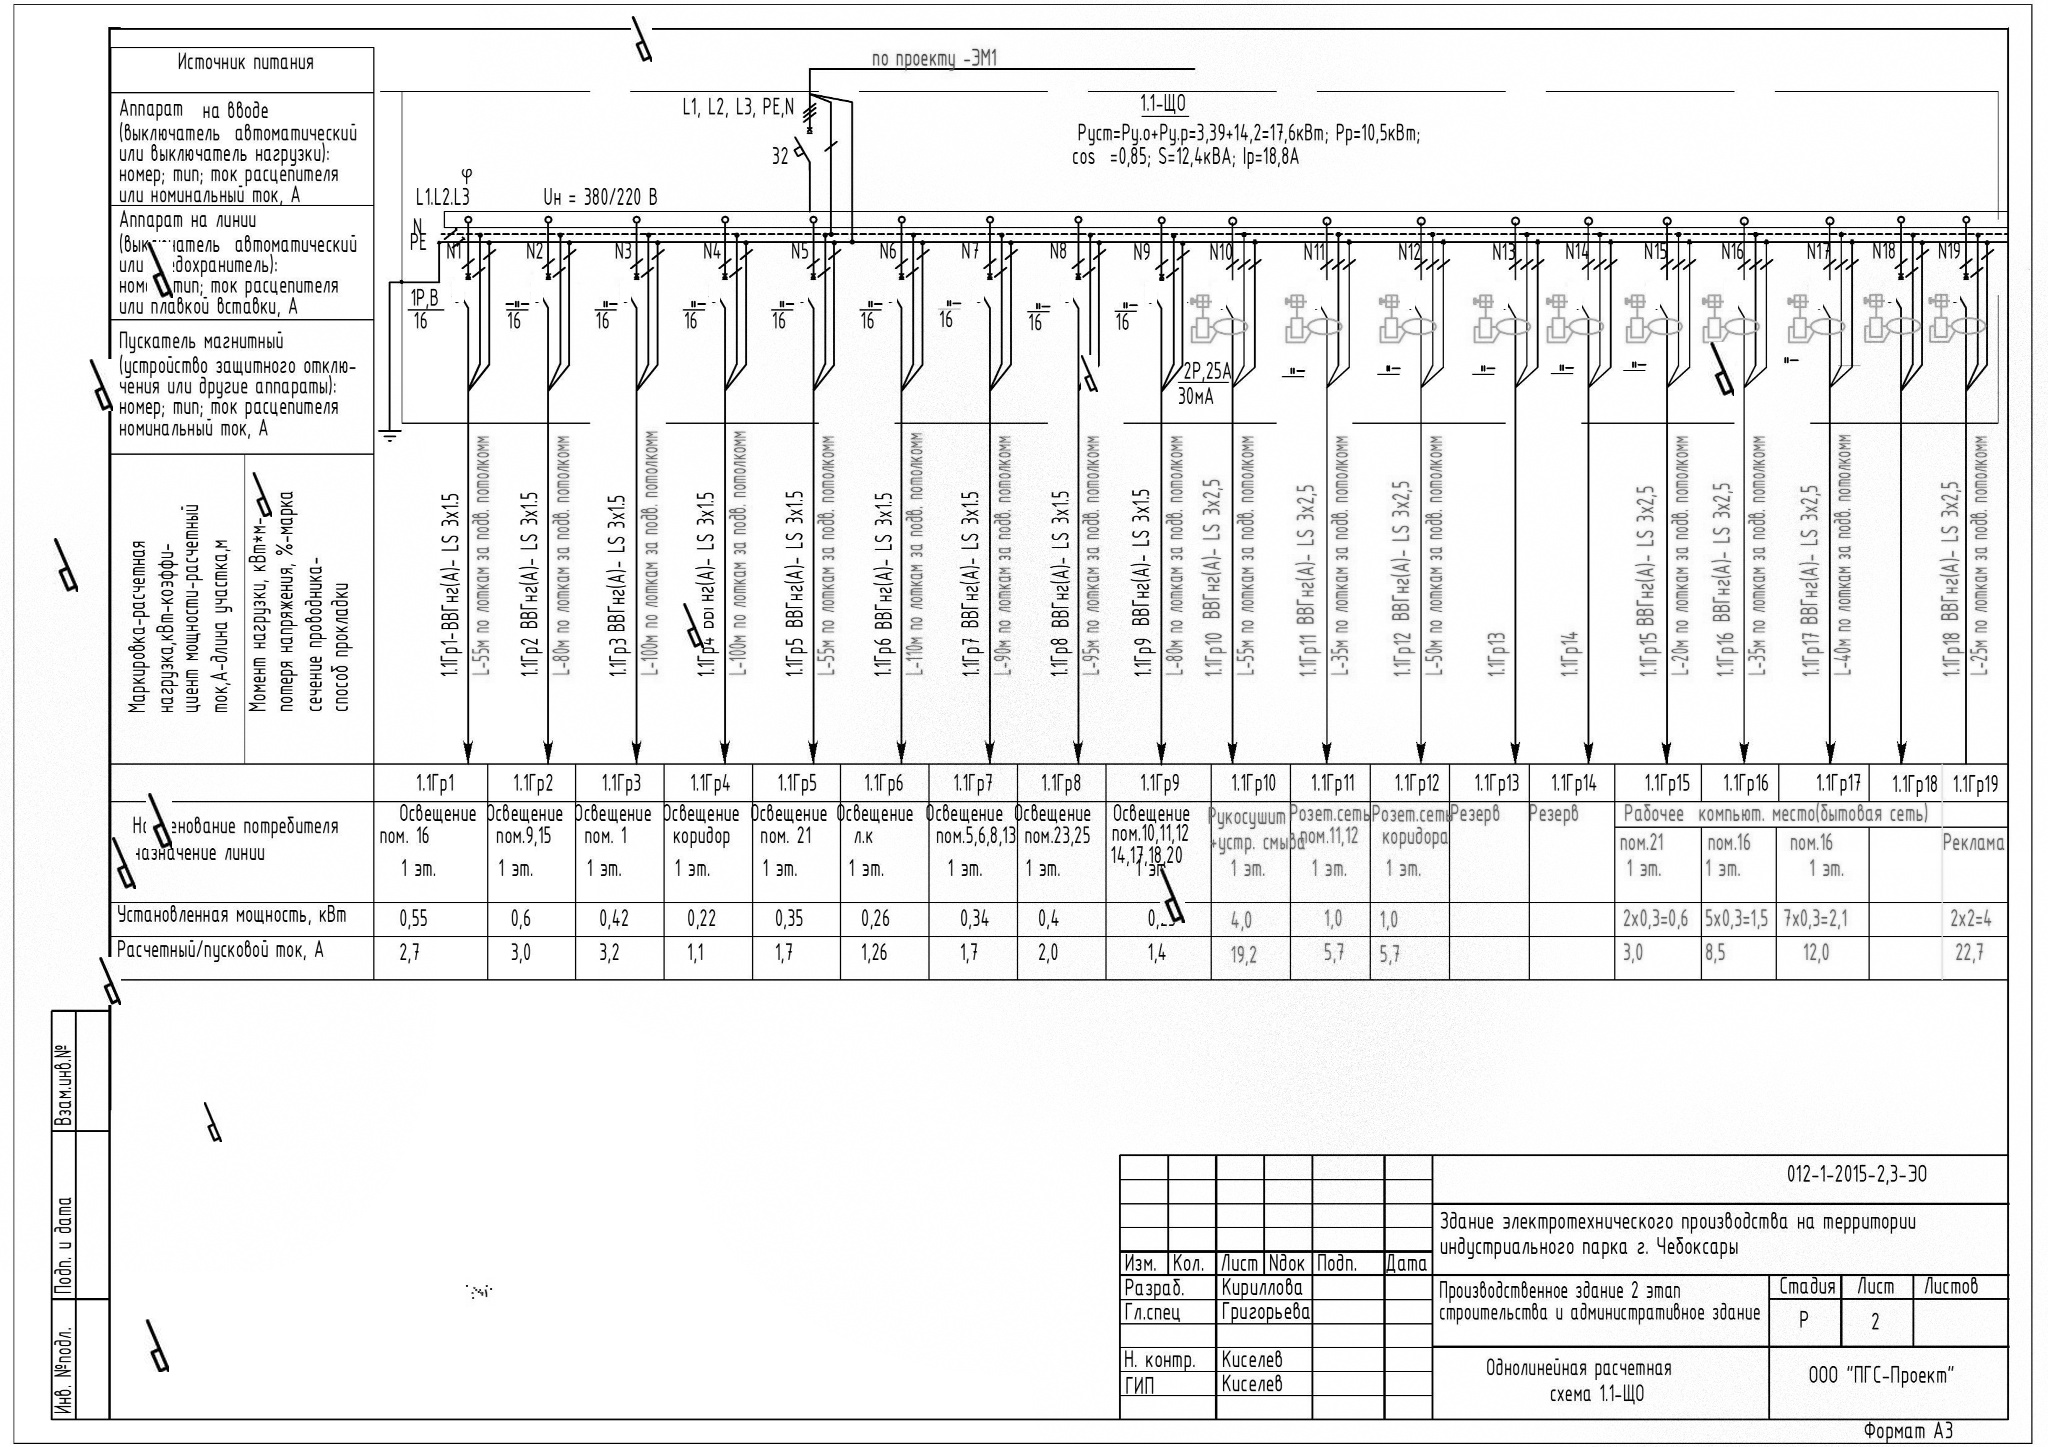 Источник питания
Аппарат на вводе
(выключатель автоматический
или выключатель нагрузки):
номер; тип; ток расцепителя
или номинальный ток, А
Аппарат на линии
автоматический
или
тип; ток расцепителя
или плавкой вставки, А
Пускатель магнитный
(устройство защитного отклю-
чения или другие аппараты):
номер; тип; ток расцепителя
номинальный ток, А
Маркировка-расчетная
нагрузка,кВт-коэффи-
циент мощности-расчетный
ток,А-длина участка,м
Момент нагрузки, кВт*м-
потеря напряжения, %-марка
сечение проводника-
способ прокладки
по проекту -ЭМ1
L1, L2, L3, PE,N
32
1.1-ЩО
Руст=Ру.о+Ру.р=3,39+14,2=17,6кВт; Рр=10,5кВт;
cos =0,85; S=12,4кВА; Iр=18,8А
φ
L1.L2.L3
Uн = 380/220 В
N
PE
N1 N2 N3 N4 N5 N6 N7 N8 N9 N10 N11 N12 N13 N14 N15 N16 N17 N18 N19
1Р,В
16 16 16 16 16 16 16 16 16
2Р,25А
30мА
1.1Гр1-ВВГнг(А)- LS 3х1.5
L-55м по лоткам за подв. потолкомм
1.1Гр2 ВВГнг(А)- LS 3х1.5
L-80м по лоткам за подв. потолкомм
1.1Гр3 ВВГнг(А)- LS 3х1.5
L-100м по лоткам за подв. потолкомм
1.1Гр4 ВВГнг(А)- LS 3х1.5
L-100м по лоткам за подв. потолкомм
1.1Гр5 ВВГнг(А)- LS 3х1.5
L-55м по лоткам за подв. потолкомм
1.1Гр6 ВВГнг(А)- LS 3х1.5
L-110м по лоткам за подв. потолкомм
1.1Гр7 ВВГнг(А)- LS 3х1.5
L-90м по лоткам за подв. потолкомм
1.1Гр8 ВВГнг(А)- LS 3х1.5
L-95м по лоткам за подв. потолкомм
1.1Гр9 ВВГнг(А)- LS 3х1.5
L-80м по лоткам за подв. потолкомм
1.1Гр10 ВВГнг(А)- LS 3х2,5
L-55м по лоткам за подв. потолкомм
1.1Гр11 ВВГнг(А)- LS 3х2,5
L-35м по лоткам за подв. потолкомм
1.1Гр12 ВВГнг(А)- LS 3х2,5
L-50м по лоткам за подв. потолкомм
1.1Гр13
1.1Гр14
1.1Гр15 ВВГнг(А)- LS 3х2,5
L-20м по лоткам за подв. потолкомм
1.1Гр16 ВВГнг(А)- LS 3х2,5
L-35м по лоткам за подв. потолкомм
1.1Гр17 ВВГнг(А)- LS 3х2,5
L-40м по лоткам за подв. потолкомм
1.1Гр18 ВВГнг(А)- LS 3х2,5
L-25м по лоткам за подв. потолкомм
1.1Гр1 1.1Гр2 1.1Гр3 1.1Гр4 1.1Гр5 1.1Гр6 1.1Гр7 1.1Гр8 1.1Гр9 1.1Гр10 1.1Гр11 1.1Гр12 1.1Гр13 1.1Гр14 1.1Гр15 1.1Гр16 1.1Гр17 1.1Гр18 1.1Гр19
потребителя
назначение линии
Освещение
пом. 16
1 эт.
Освещение
пом.9,15
1 эт.
Освещение
пом. 1
1 эт.
Освещение
коридор
1 эт.
Освещение
пом. 21
1 эт.
Освещение
л.к
1 эт.
Освещение
пом.5,6,8,13
1 эт.
Освещение
пом.23,25
1 эт.
Освещение
пом.10,11,12
14,17,18,20
1 эт.
Рукосушит
+устр. смыва
1 эт.
Розет.сеть
пом.11,12
1 эт.
Розет.сеть
коридора
1 эт.
Резерв
Резерв
Рабочее компьют. место(бытовая сеть)
пом.21
1 эт.
пом.16
1 эт.
пом.16
1 эт.
Реклама
Установленная мощность, кВт 0,55 0,6 0,42 0,22 0,35 0,26 0,34 0,4 4,0 1,0 1,0 2х0,3=0,6 5х0,3=1,5 7х0,3=2,1 2х2=4
Расчетный/пусковой ток, А 2,7 3,0 3,2 1,1 1,7 1,26 1,7 2,0 1,4 19,2 5,7 5,7 3,0 8,5 12,0 22,7
Взам.инв.№
Подп. и дата
Инв. №подл.
012-1-2015-2,3-ЭО
Здание электротехнического производства на территории
индустриального парка г. Чебоксары
Изм. Кол. Лист Nдок Подп. Дата
Разраб. Кириллова
Гл.спец Григорьева
Н. контр. Киселев
ГИП Киселев
Производственное здание 2 этап
строительства и административное здание
Стадия Лист Листов
Р 2
Однолинейная расчетная
схема 1.1-ЩО
ООО "ПГС-Проект"
Формат А3